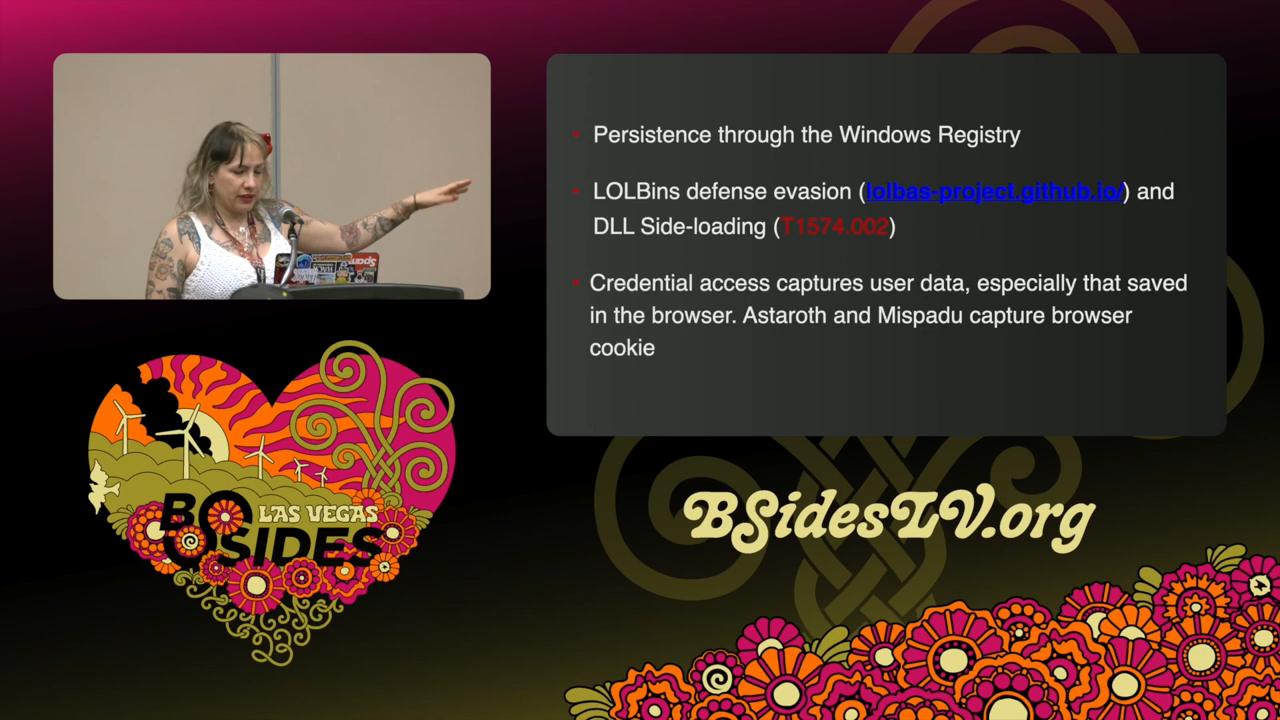 Persistence through the Windows Registry
LOLBins defense evasion (lolbas-project.github.io/) and
DLL Side-loading (T1574.002)
Credential access captures user data, especially that saved
in the browser. Astaroth and Mispadu capture browser
cookie
LAS VEGAS
BSIDES
BSidesLV.org